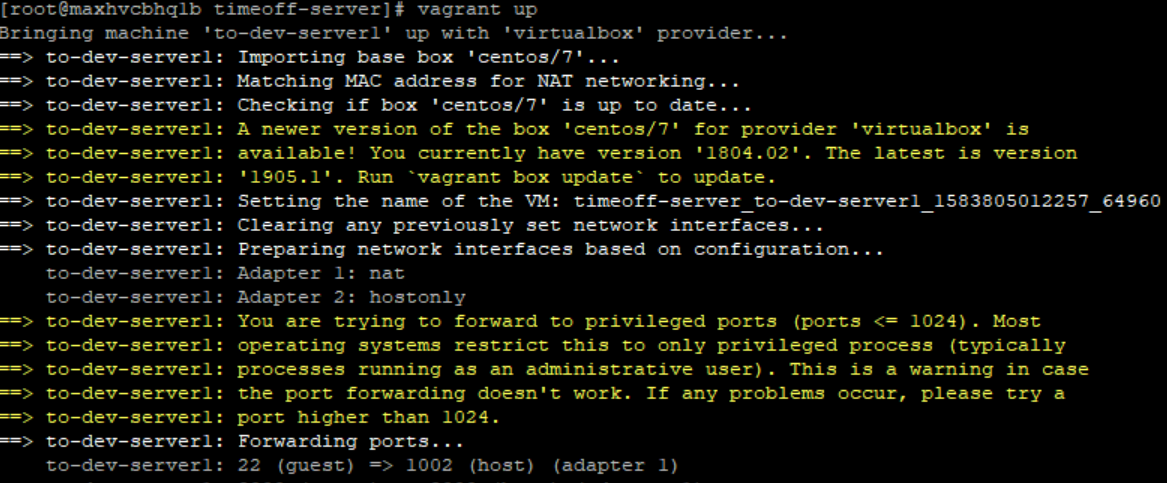 [root@maxhvcbhqlb timeoff-server]# vagrant up
Bringing machine 'to-dev-server1' up with 'virtualbox' provider...
==> to-dev-server1: Importing base box 'centos/7'...
==> to-dev-server1: Matching MAC address for NAT networking...
==> to-dev-server1: Checking if box 'centos/7' is up to date...
==> to-dev-server1: A newer version of the box 'centos/7' for provider 'virtualbox' is
==> to-dev-server1: available! You currently have version '1804.02'. The latest is version
==> to-dev-server1: '1905.1'. Run `vagrant box update` to update.
==> to-dev-server1: Setting the name of the VM: timeoff-server_to-dev-server1_1583805012257_64960
==> to-dev-server1: Clearing any previously set network interfaces...
==> to-dev-server1: Preparing network interfaces based on configuration...
to-dev-server1: Adapter 1: nat
to-dev-server1: Adapter 2: hostonly
==> to-dev-server1: You are trying to forward to privileged ports (ports <= 1024). Most
==> to-dev-server1: operating systems restrict this to only privileged process (typically
==> to-dev-server1: processes running as an administrative user). This is a warning in case
==> to-dev-server1: the port forwarding doesn't work. If any problems occur, please try a
==> to-dev-server1: port higher than 1024.
==> to-dev-server1: Forwarding ports...
to-dev-server1: 22 (guest) => 1002 (host) (adapter 1)